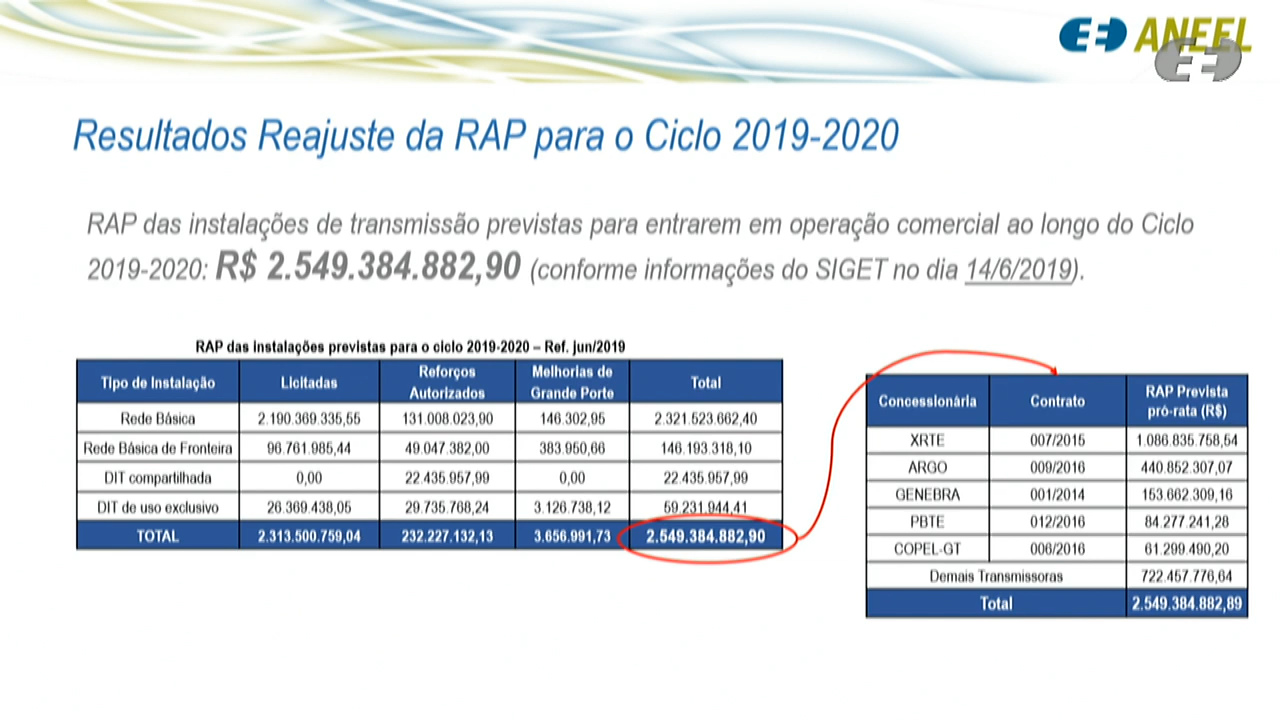 ANEEL
Resultados Reajuste da RAP para o Ciclo 2019-2020
RAP das instalações de transmissão previstas para entrarem em operação comercial ao longo do Ciclo
2019-2020: R$ 2.549.384.882,90 (conforme informações do SIGET no dia 14/6/2019).
RAP das instalações previstas para o ciclo 2019-2020 – Ref. jun/2019
Tipo de Instalação Licitadas Reforços Autorizados Melhorias de Grande Porte Total
Rede Básica 2.190.369.335,55 131.008.023,90 146.302,95 2.321.523.662,40
Rede Básica de Fronteira 96.761.985,44 49.047.382,00 383.950,66 146.193.318,10
DIT compartilhada 0,00 22.435.957,99 0,00 22.435.957,99
DIT de uso exclusivo 26.369.438,05 29.735.768,24 3.126.738,12 59.231.944,41
TOTAL 2.313.500.759,04 232.227.132,13 3.656.991,73 2.549.384.882,90
Concessionária Contrato RAP Prevista pró-rata (R$)
XRTE 007/2015 1.086.835.758,54
ARGO 009/2016 440.852.307,07
GENEBRA 001/2014 153.662.309,16
PBTE 012/2016 84.277.241,28
COPEL-GT 006/2016 61.299.490,20
Demais Transmissoras 722.457.776,64
Total 2.549.384.882,89